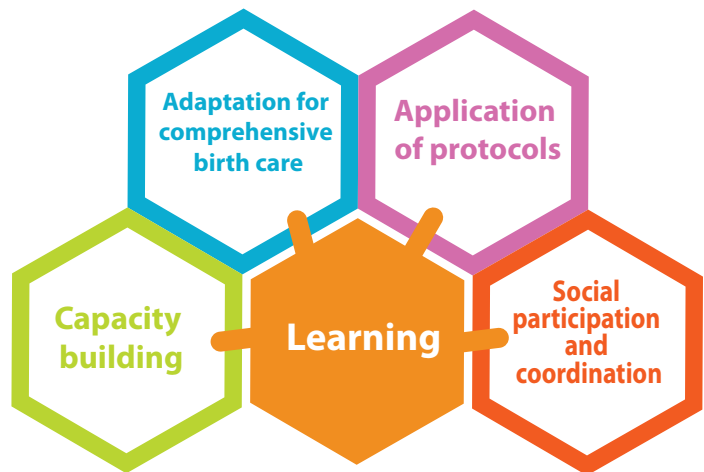 Adaptation for
comprehensive
birth care
Application
of protocols
Capacity
building
Learning
Social
participation
and
coordination